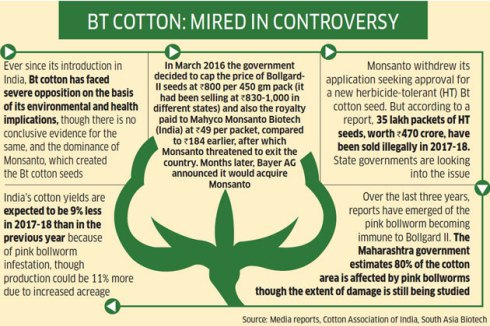 BT COTTON: MIRED IN CONTROVERSY
Ever since its introduction in
India, Bt cotton has faced
severe opposition on the basis
of its environmental and health
implications, though there is no
conclusive evidence for the
same, and the dominance of
Monsanto, which created
the Bt cotton seeds
In March 2016 the government
decided to cap the price of Bollgard-
II seeds at ₹800 per 450 gm pack (it
had been selling at ₹830-1,000 in
different states) and also the royalty
paid to Mahyco Monsanto Biotech
(India) at ₹49 per packet, compared
to ₹184 earlier, after which
Monsanto threatened to exit the
country. Months later, Bayer AG
announced it would acquire
Monsanto
Monsanto withdrew its
application seeking approval for
a new herbicide-tolerant (HT) Bt
cotton seed. But according to a
report, 35 lakh packets of HT
seeds, worth ₹470 crore, have
been sold illegally in 2017-18.
State governments are looking
into the issue
India's cotton yields are
expected to be 9% less
in 2017-18 than in the
previous year because
of pink bollworm
infestation, though
production could be 11% more
due to increased acreage
Over the last three years,
reports have emerged of the
pink bollworm becoming
immune to Bollgard II. The
Maharashtra government
estimates 80% of the cotton
area is affected by pink bollworms
though the extent of damage is still being studied
Source: Media reports, Cotton Association of India, South Asia Biotech